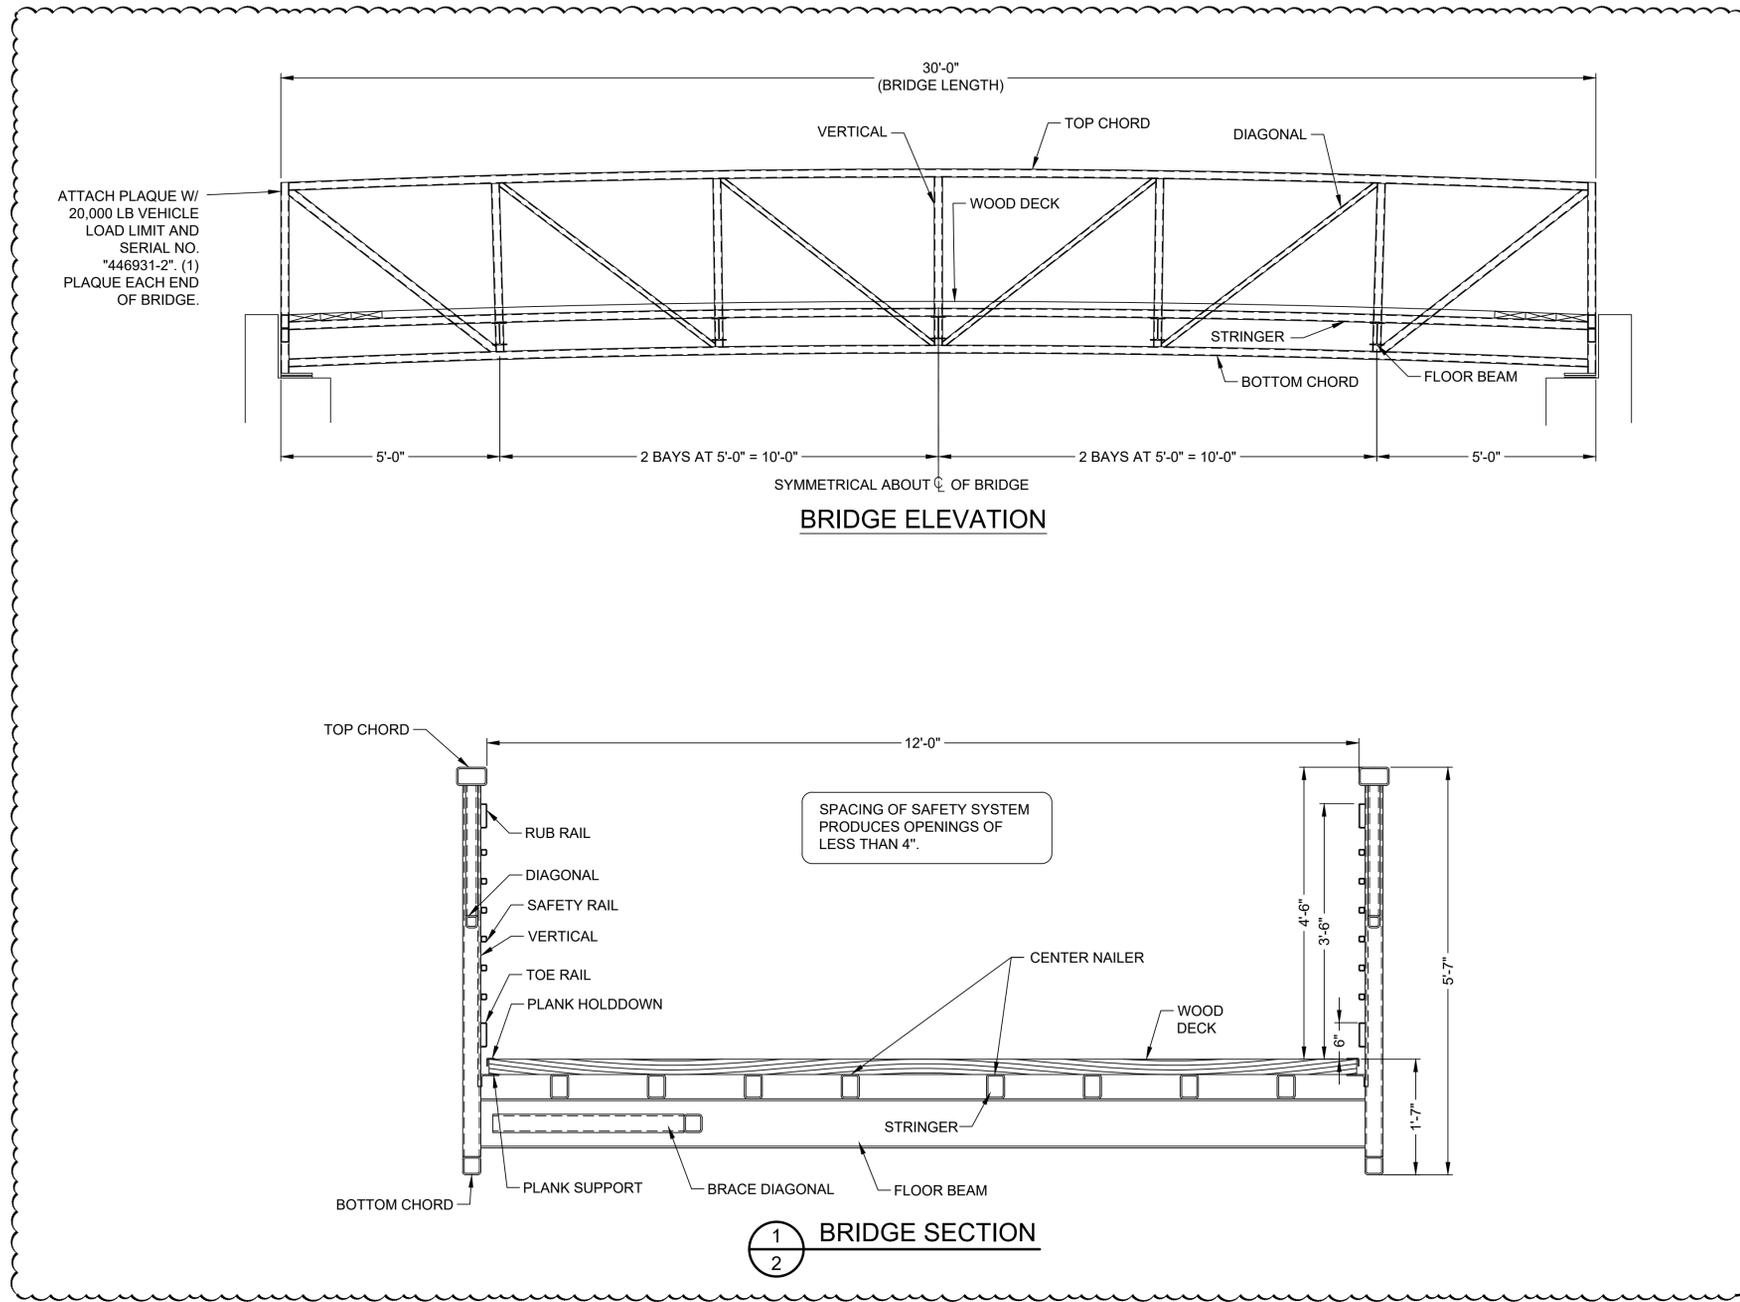 30'-0"
(BRIDGE LENGTH)
VERTICAL
TOP CHORD
DIAGONAL
ATTACH PLAQUE W/
20,000 LB VEHICLE
LOAD LIMIT AND
SERIAL NO.
"446931-2". (1)
PLAQUE EACH END
OF BRIDGE.
WOOD DECK
STRINGER
BOTTOM CHORD
FLOOR BEAM
5'-0"
2 BAYS AT 5'-0" = 10'-0"
2 BAYS AT 5'-0" = 10'-0"
5'-0"
SYMMETRICAL ABOUT ℄ OF BRIDGE
BRIDGE ELEVATION
TOP CHORD
12'-0"
SPACING OF SAFETY SYSTEM
PRODUCES OPENINGS OF
LESS THAN 4".
RUB RAIL
DIAGONAL
SAFETY RAIL
VERTICAL
TOE RAIL
PLANK HOLDDOWN
CENTER NAILER
WOOD
DECK
4'-6"
3'-6"
6"
5'-7"
1'-7"
STRINGER
PLANK SUPPORT
BRACE DIAGONAL
FLOOR BEAM
BOTTOM CHORD
1
2
BRIDGE SECTION